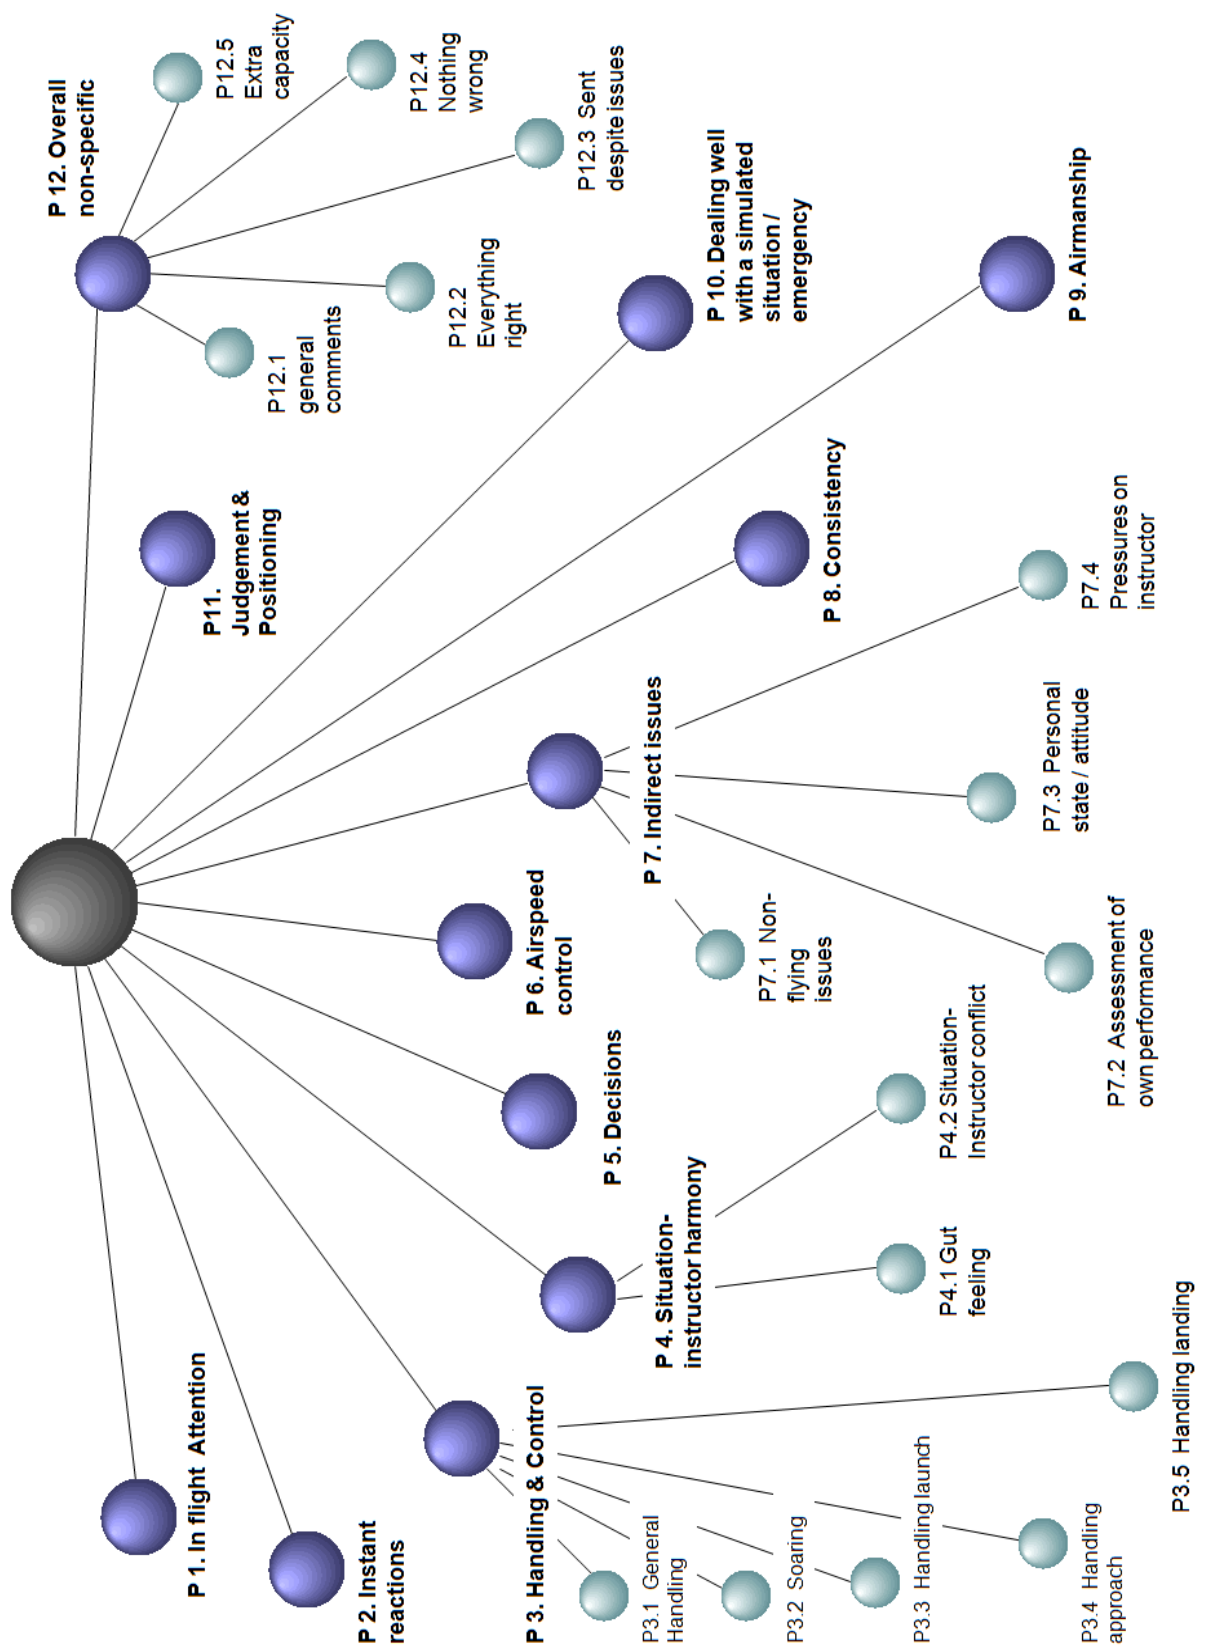 P 1. In flight  Attention
P 2. Instant
reactions
P 3. Handling & Control
P3.1  General
Handling
P3.2  Soaring
P3.3  Handling launch
P3.4  Handling
approach
P3.5  Handling landing
P 4. Situation-
instructor harmony
P4.1 Gut
feeling
P4.2 Situation-
Instructor conflict
P 5. Decisions
P 6. Airspeed
control
P 7. Indirect issues
P7.1  Non-
flying
issues
P7.2  Assessment of
own performance
P7.3  Personal
state / attitude
P7.4
Pressures on
instructor
P 8. Consistency
P 9. Airmanship
P 10. Dealing well
with a simulated
situation /
emergency
P11.
Judgement &
Positioning
P 12. Overall
non-specific
P12.1
general
comments
P12.2
Everything
right
P12.3  Sent
despite issues
P12.4
Nothing
wrong
P12.5
Extra
capacity